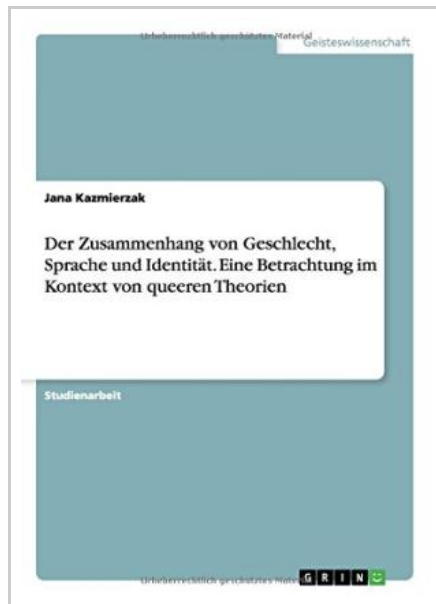 Urheberrechtlich geschütztes Material
Geisteswissenschaft
Jana Kazmierzak
Der Zusammenhang von Geschlecht,
Sprache und Identität. Eine Betrachtung im
Kontext von queeren Theorien
Studienarbeit
Urheberrechtlich geschütztes Material
GRIN